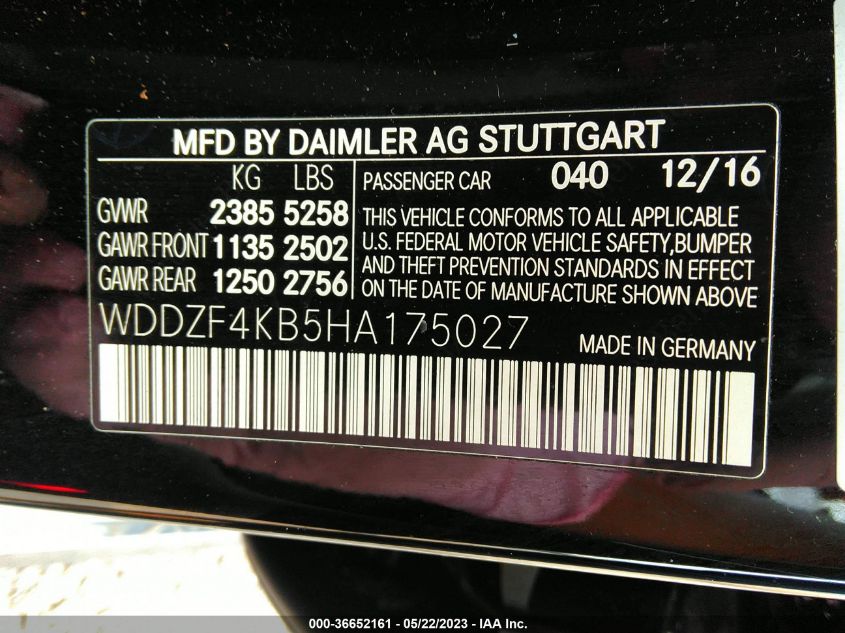 MFD BY DAIMLER AG STUTTGART
KG LBS
GVWR 2385 5258
GAWR FRONT 1135 2502
GAWR REAR 1250 2756
PASSENGER CAR 040 12/16
THIS VEHICLE CONFORMS TO ALL APPLICABLE
U.S. FEDERAL MOTOR VEHICLE SAFETY,BUMPER
AND THEFT PREVENTION STANDARDS IN EFFECT
ON THE DATE OF MANUFACTURE SHOWN ABOVE
WDDZF4KB5HA175027
MADE IN GERMANY
000-36652161 - 05/22/2023 - IAA Inc.